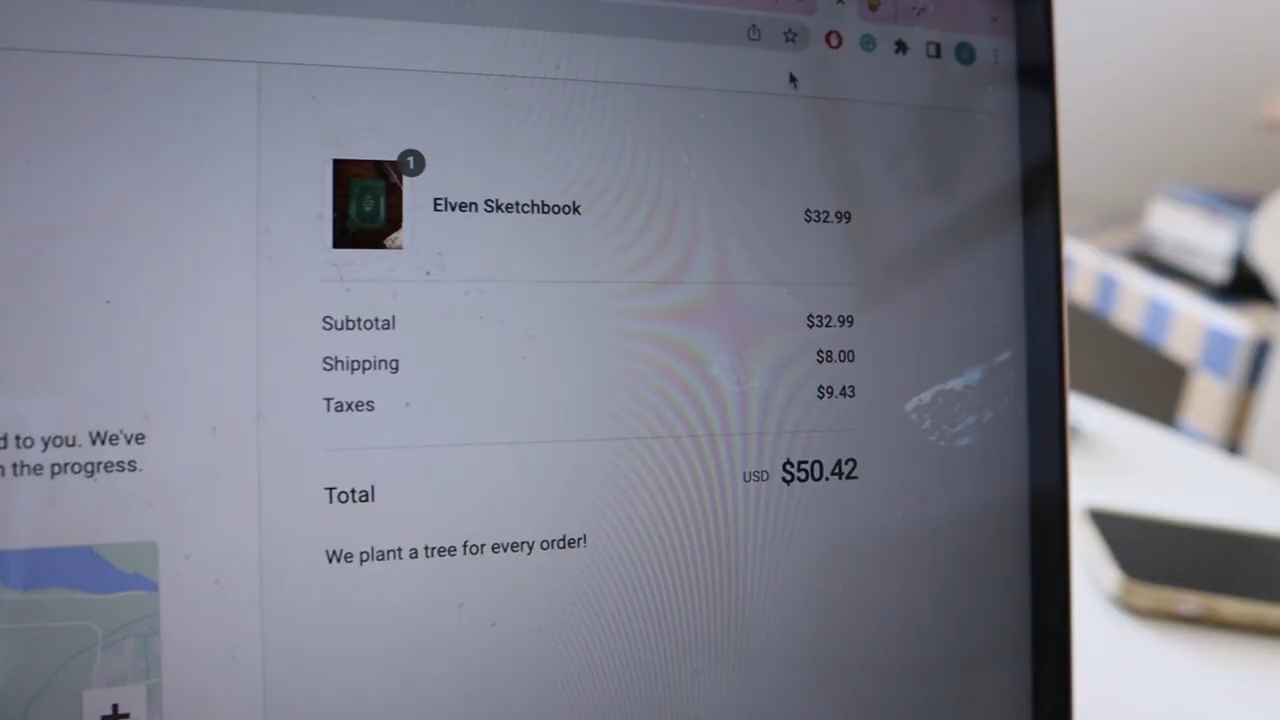 1
Elven Sketchbook $32.99
Subtotal $32.99
Shipping $8.00
Taxes $9.43
Total USD $50.42
We plant a tree for every order!
d to you. We've
the progress.
+